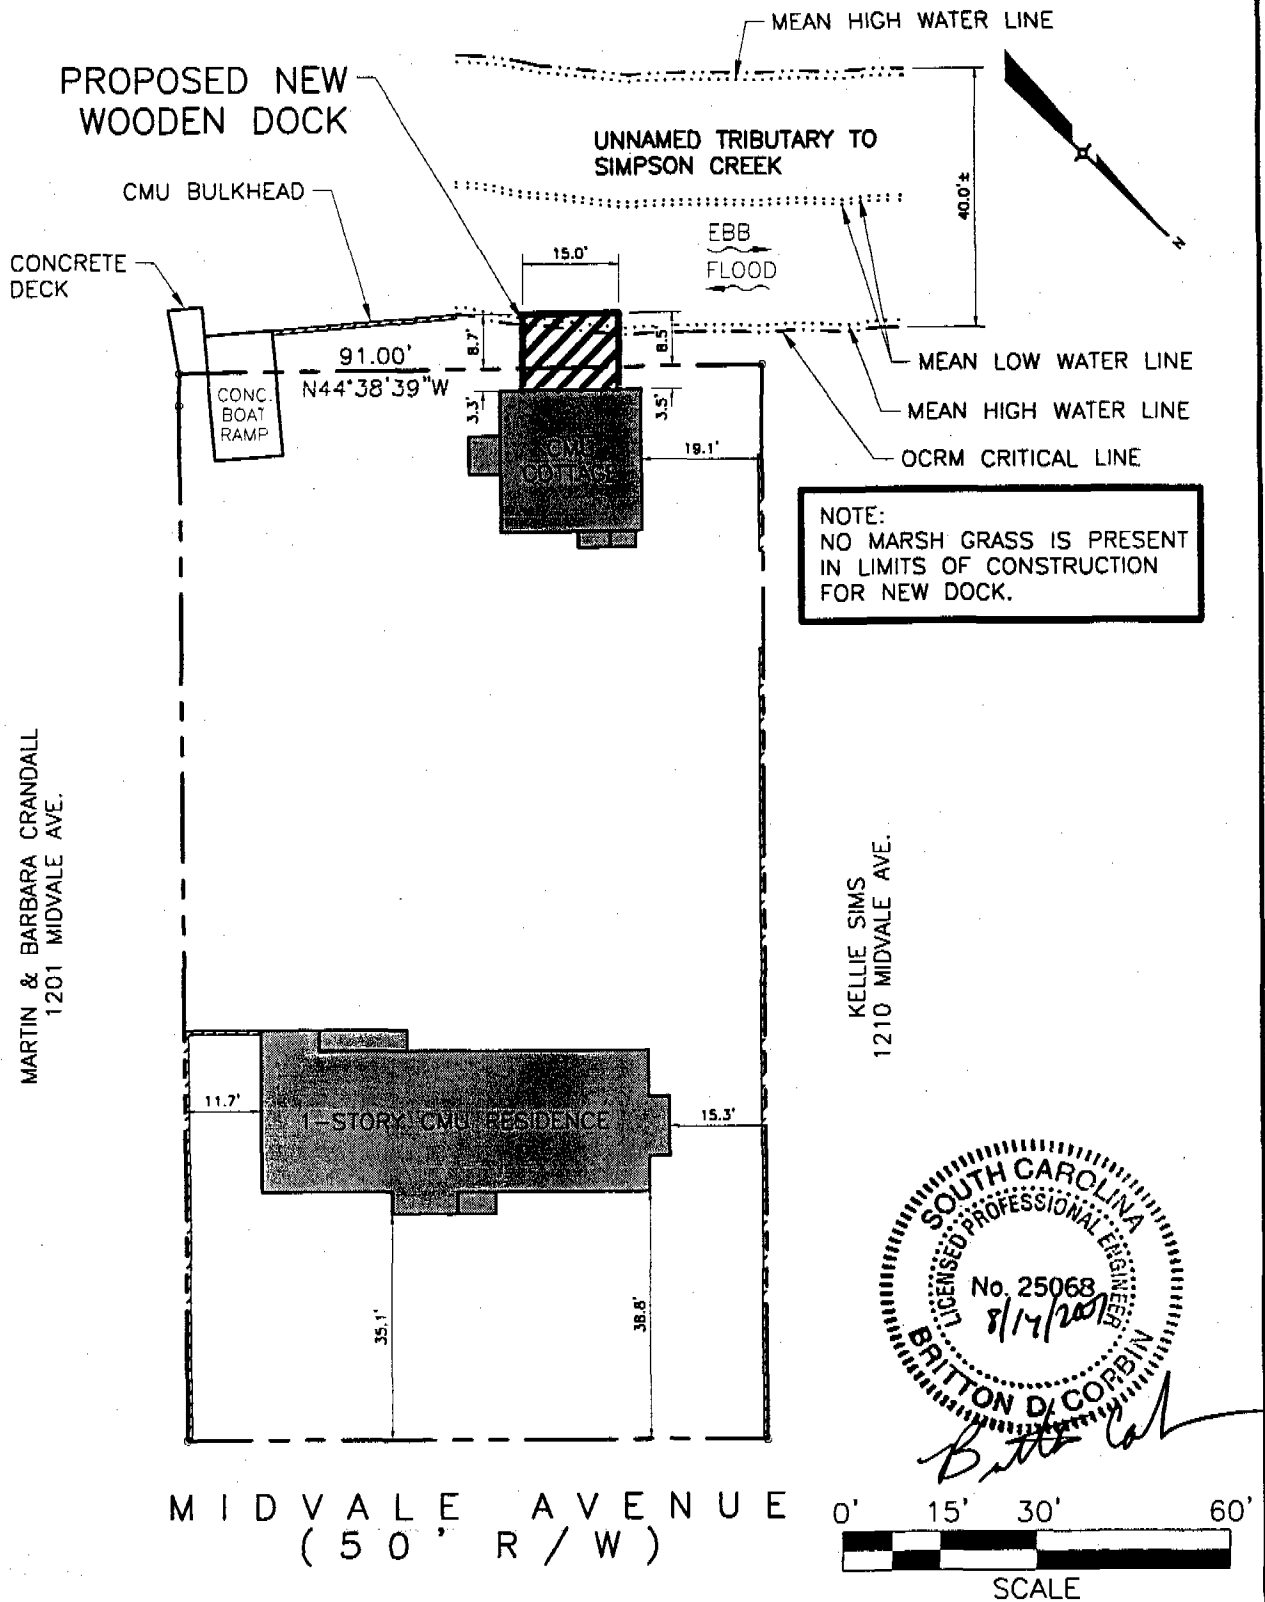 MEAN HIGH WATER LINE
PROPOSED NEW
WOODEN DOCK
UNNAMED TRIBUTARY TO
SIMPSON CREEK
40.0'±
CMU BULKHEAD
N
EBB
FLOOD
15.0'
CONCRETE
DECK
8.7'
8.5'
91.00'
N44°38'39"W
MEAN LOW WATER LINE
CONC.
BOAT
RAMP
3.3'
3.5'
MEAN HIGH WATER LINE
CMU
COTTAGE
19.1'
OCRM CRITICAL LINE
NOTE:
NO MARSH GRASS IS PRESENT
IN LIMITS OF CONSTRUCTION
FOR NEW DOCK.
MARTIN & BARBARA CRANDALL
1201 MIDVALE AVE.
KELLIE SIMS
1210 MIDVALE AVE.
11.7'
1-STORY CMU RESIDENCE
15.3'
35.1'
38.8'
SOUTH CAROLINA
LICENSED PROFESSIONAL ENGINEER
No. 25068
8/14/2007
BRITTON D. CORBIN
MIDVALE AVENUE
(50' R/W)
0' 15' 30' 60'
SCALE